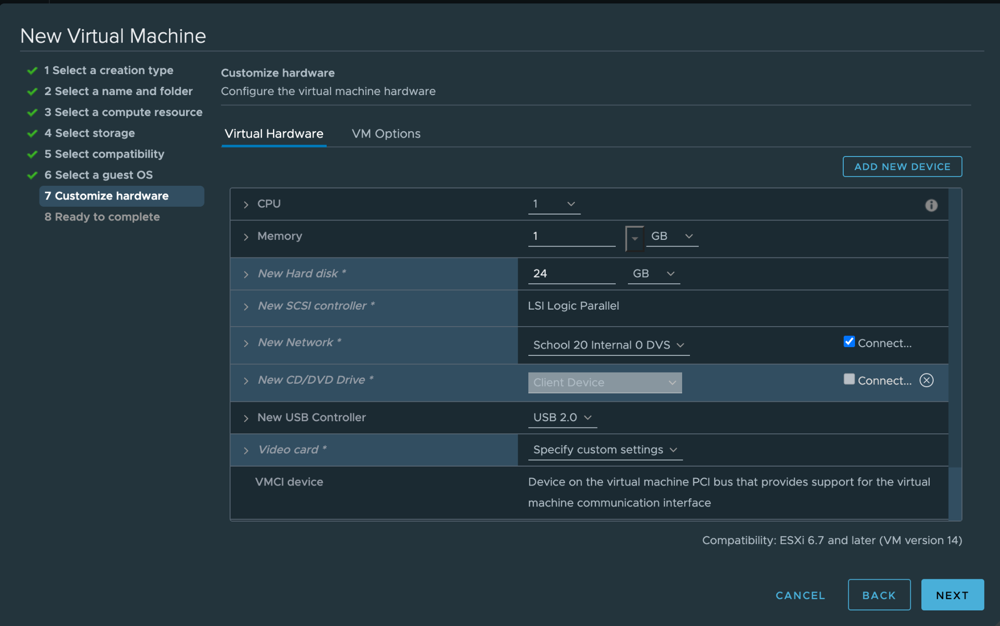 New Virtual Machine
1 Select a creation type
2 Select a name and folder
3 Select a compute resource
4 Select storage
5 Select compatibility
6 Select a guest OS
7 Customize hardware
8 Ready to complete
Customize hardware
Configure the virtual machine hardware
Virtual Hardware VM Options
ADD NEW DEVICE
CPU 1
Memory 1 GB
New Hard disk * 24 GB
New SCSI controller * LSI Logic Parallel
New Network * School 20 Internal 0 DVS Connect...
New CD/DVD Drive * Client Device Connect...
New USB Controller USB 2.0
Video card * Specify custom settings
VMCI device Device on the virtual machine PCI bus that provides support for the virtual
machine communication interface
Compatibility: ESXi 6.7 and later (VM version 14)
CANCEL BACK NEXT